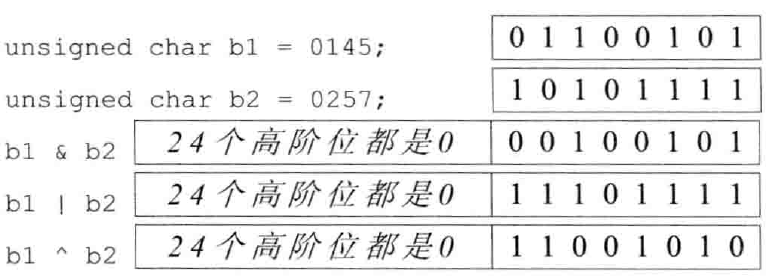 unsigned char b1 = 0145; 0 1 1 0 0 1 0 1
unsigned char b2 = 0257; 1 0 1 0 1 1 1 1
b1 & b2 24个高阶位都是0 0 0 1 0 0 1 0 1
b1 | b2 24个高阶位都是0 1 1 1 0 1 1 1 1
b1 ^ b2 24个高阶位都是0 1 1 0 0 1 0 1 0